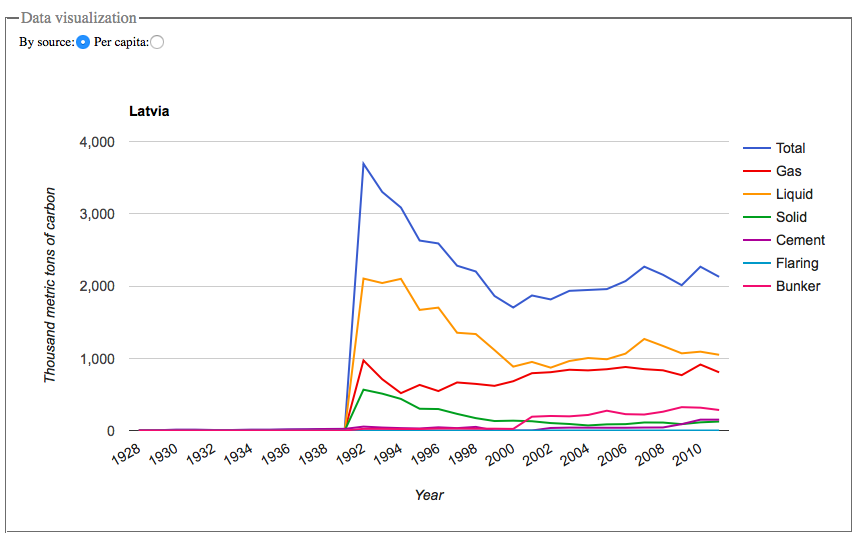 Data visualization
By source: Per capita:
Latvia
4,000
3,000
2,000
1,000
0
Thousand metric tons of carbon
1928 1930 1932 1934 1936 1938 1992 1994 1996 1998 2000 2002 2004 2006 2008 2010
Year
Total
Gas
Liquid
Solid
Cement
Flaring
Bunker